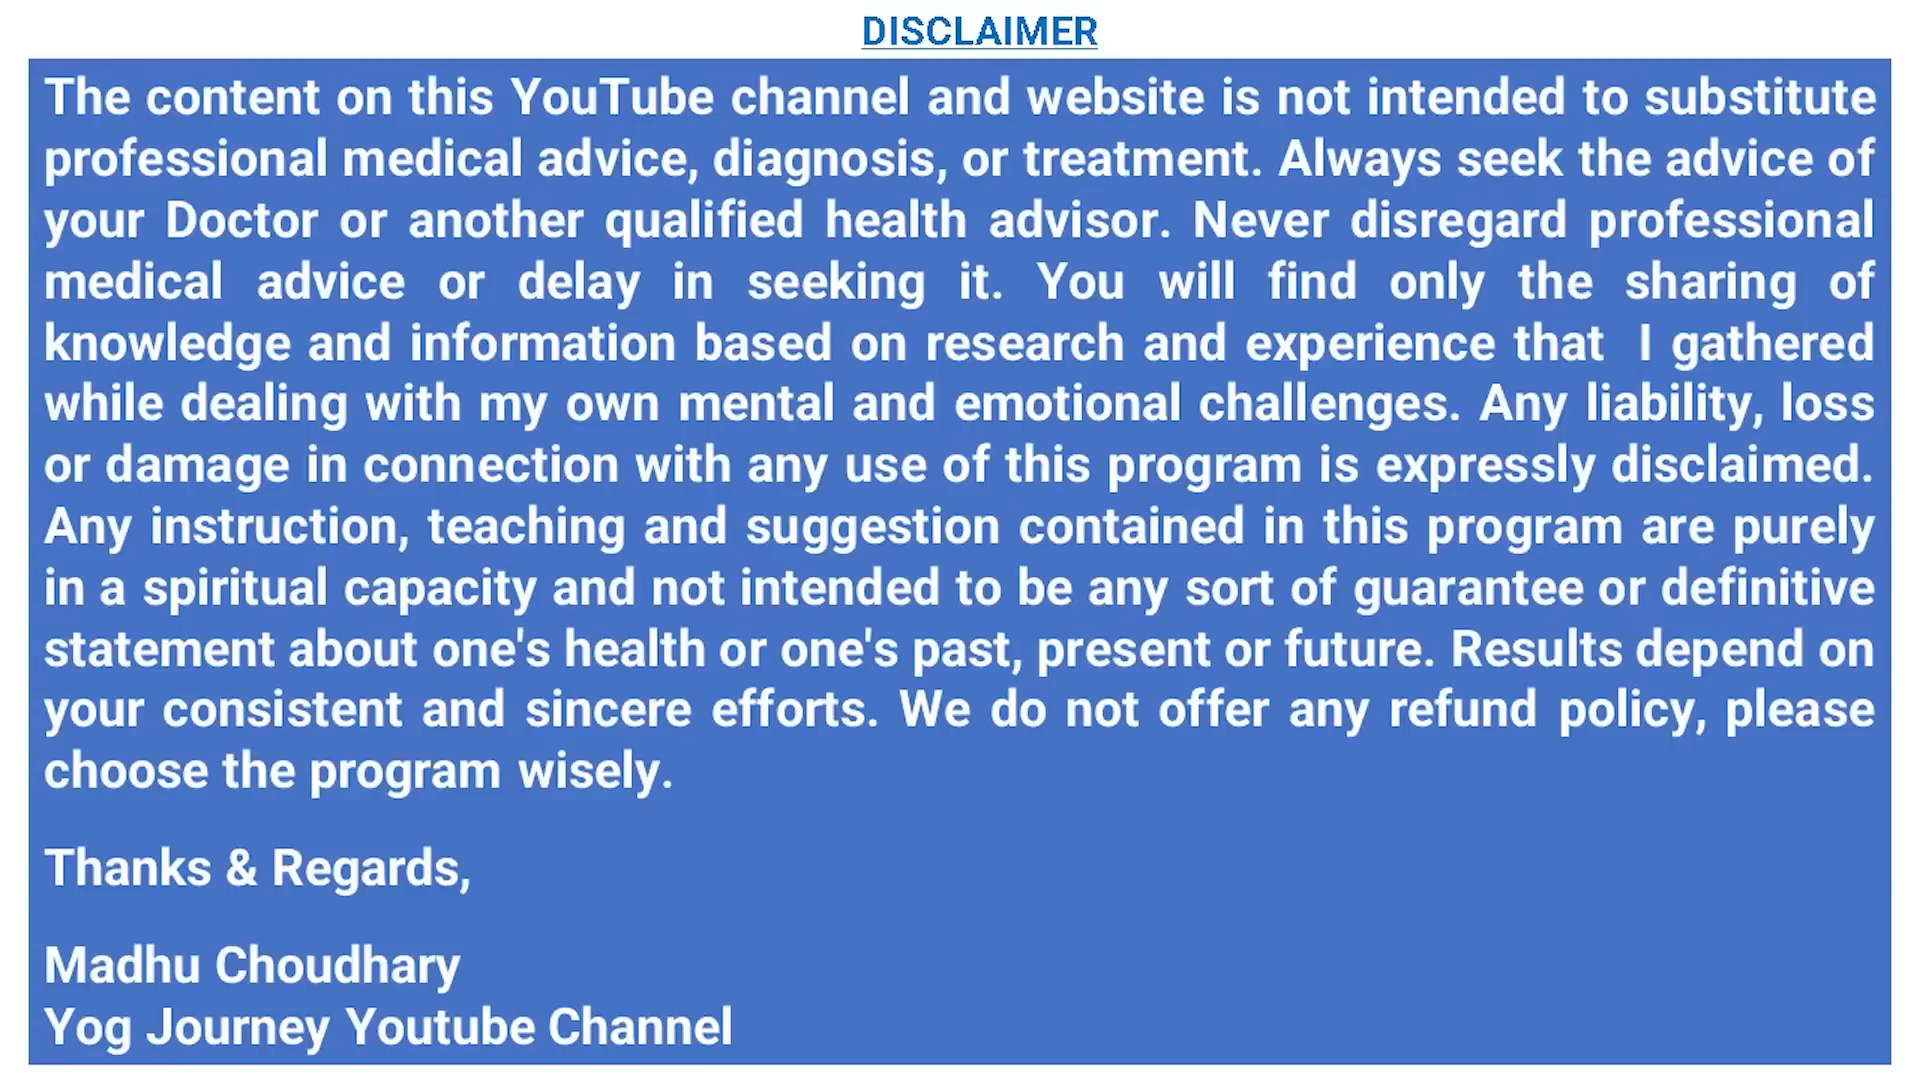 DISCLAIMER
The content on this YouTube channel and website is not intended to substitute
professional medical advice, diagnosis, or treatment. Always seek the advice of
your Doctor or another qualified health advisor. Never disregard professional
medical advice or delay in seeking it. You will find only the sharing of
knowledge and information based on research and experience that I gathered
while dealing with my own mental and emotional challenges. Any liability, loss
or damage in connection with any use of this program is expressly disclaimed.
Any instruction, teaching and suggestion contained in this program are purely
in a spiritual capacity and not intended to be any sort of guarantee or definitive
statement about one's health or one's past, present or future. Results depend on
your consistent and sincere efforts. We do not offer any refund policy, please
choose the program wisely.
Thanks & Regards,
Madhu Choudhary
Yog Journey Youtube Channel